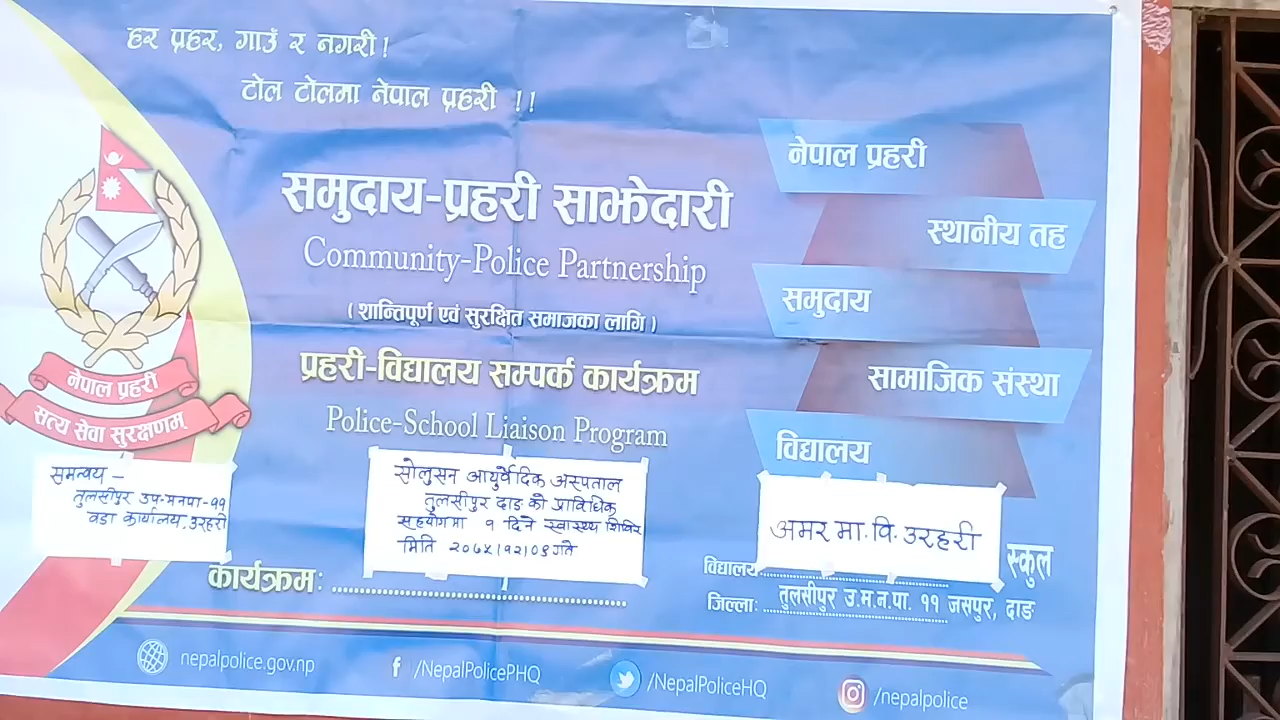 हर प्रहर, गाउँ र नगरी!
टोल टोलमा नेपाल प्रहरी !!
समुदाय-प्रहरी साझेदारी
Community-Police Partnership
(शान्तिपूर्ण एवं सुरक्षित समाजका लागि)
प्रहरी-विद्यालय सम्पर्क कार्यक्रम
Police-School Liaison Program
नेपाल प्रहरी
स्थानीय तह
समुदाय
सामाजिक संस्था
विद्यालय
नेपाल प्रहरी
सत्य सेवा सुरक्षणम्
समन्वय -
तुलसीपुर उप-मनपा-११
वडा कार्यालय, उरहरी
सोलुसन आयुर्वेदिक अस्पताल
तुलसीपुर दाङ को प्राविधिक
सहयोगमा १ दिने स्वास्थ्य शिविर
मिति २०७५।१२।०९ गते
कार्यक्रम:
अमर मा. वि. उरहरी
विद्यालय: स्कुल
जिल्ला: तुलसीपुर उ.म.न.पा. ११ जसपुर, दाङ
nepalpolice.gov.np
/NepalPolicePHQ
/NepalPoliceHQ
/nepalpolice